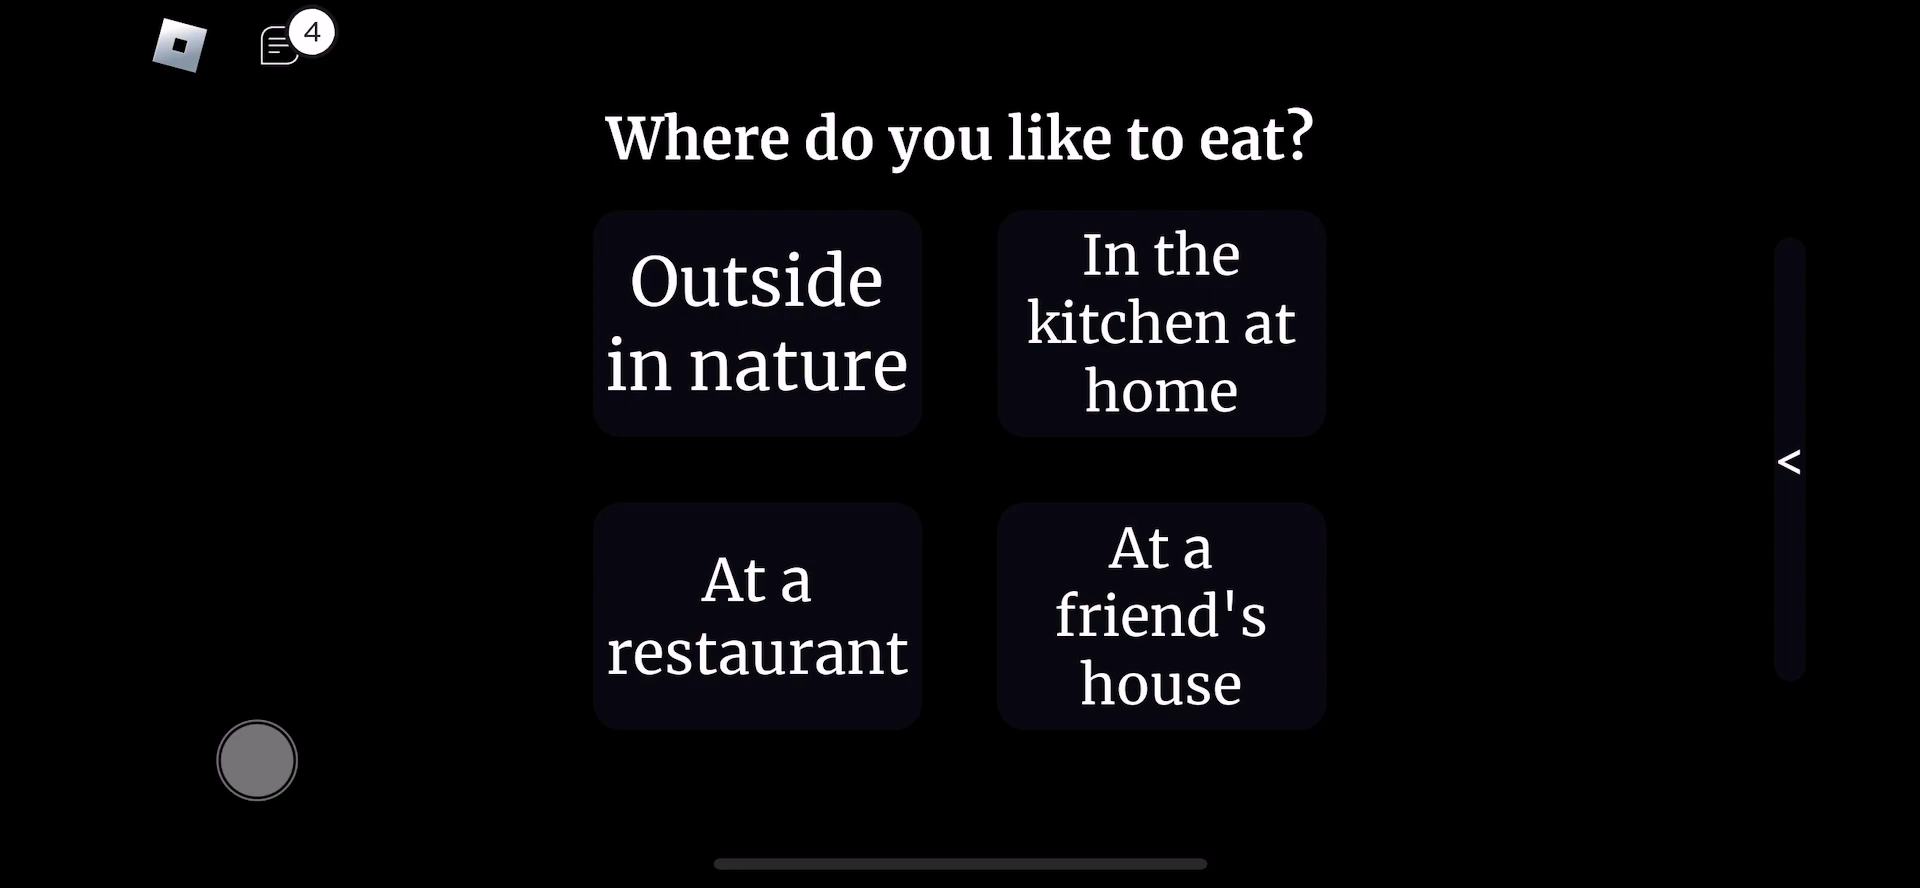 4
Where do you like to eat?
Outside
in nature
In the
kitchen at
home
At a
restaurant
At a
friend's
house
<